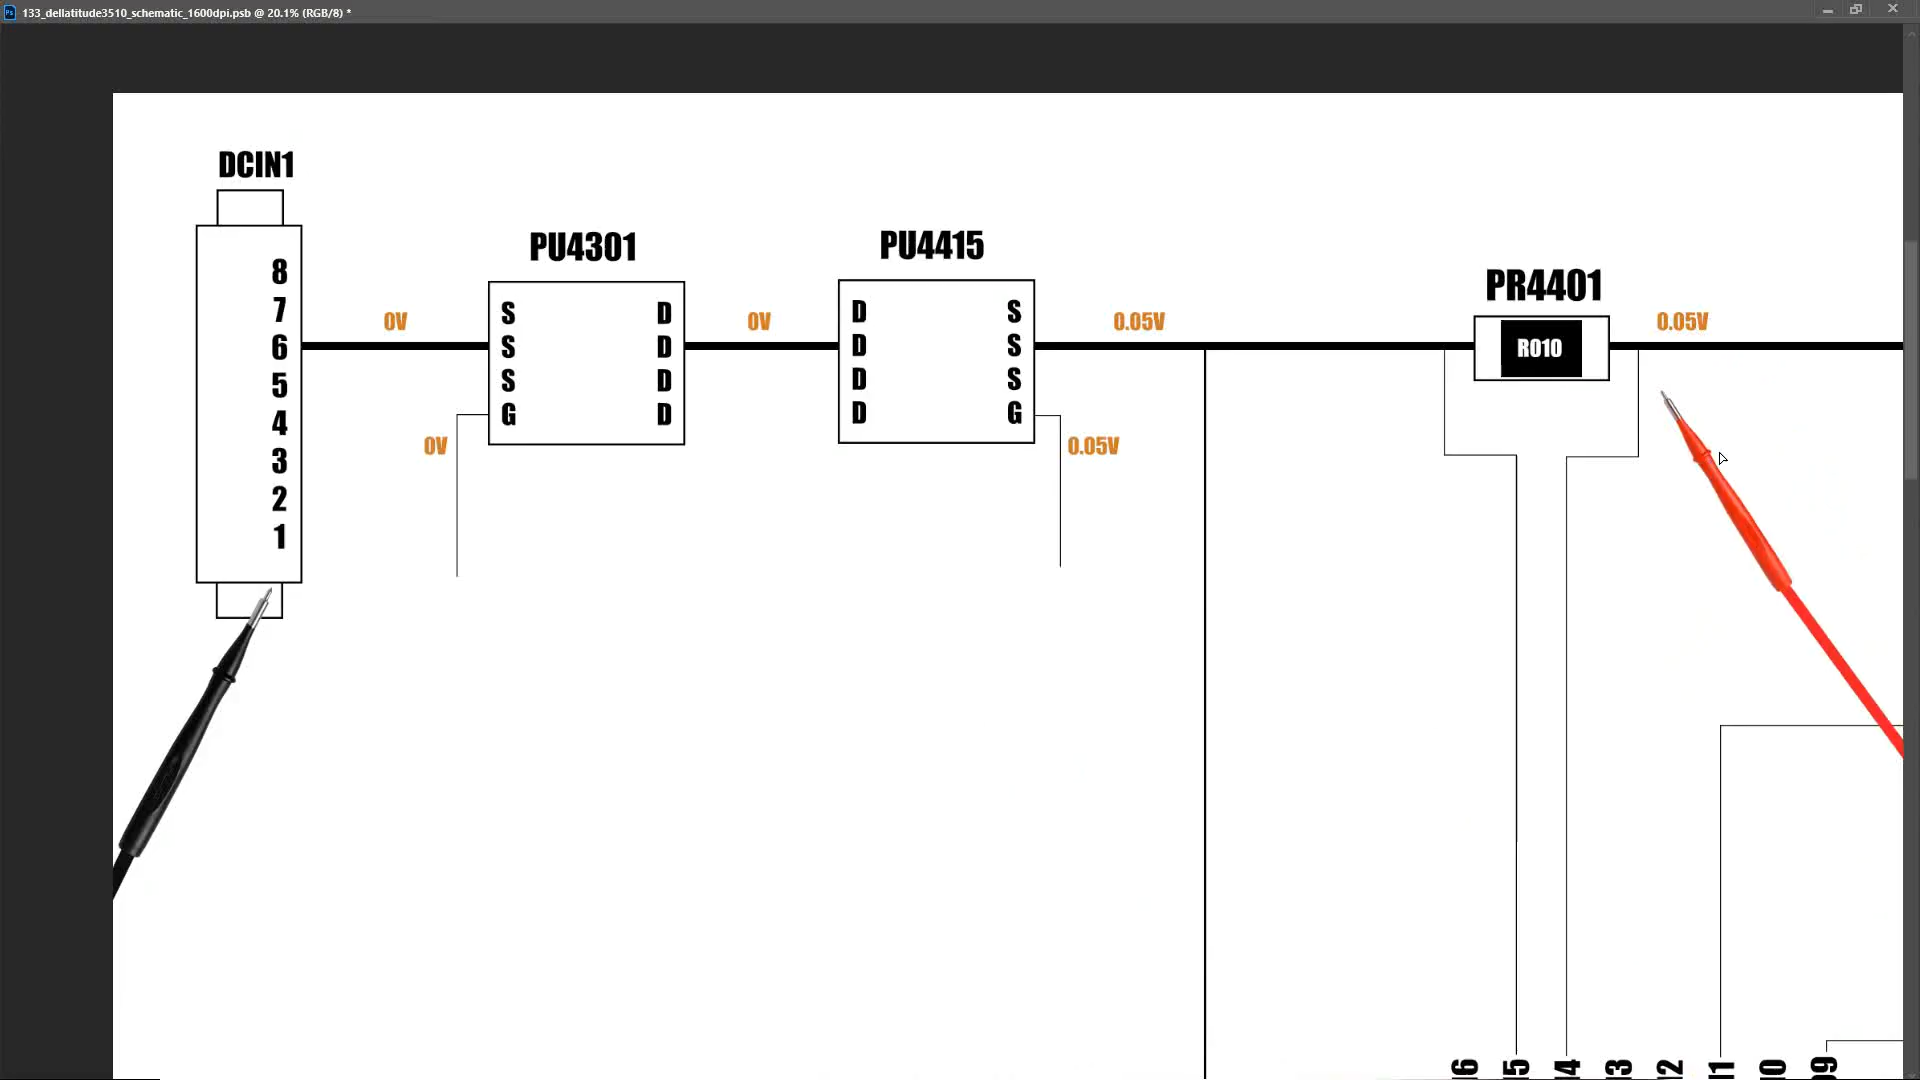 133_dellatitude3510_schematic_1600dpi.psb @ 20.1% (RGB/8) *
DCIN1
8
7
6
5
4
3
2
1
0V
PU4301
S D
S D
S D
G D
0V
0V
PU4415
D S
D S
D S
D G
0.05V
0.05V
PR4401
R010
0.05V